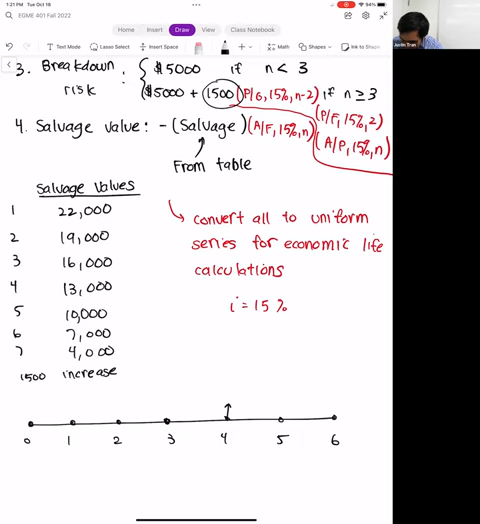 1:21 PM Tue Oct 18
94%
EGME 401 Fall 2022
Home Insert Draw View Class Notebook
Text Mode Lasso Select Insert Space Math Shapes Ink to Shape
Justin Tran
3. Breakdown risk : { $5000 if n < 3
$5000 + 1500 (P/G, 15%, n-2) (P/F, 15%, 2) (A/P, 15%, n) if n ≥ 3
4. Salvage value: - (Salvage) (A/F, 15%, n)
From table
Salvage Values
1 22,000
2 19,000
3 16,000
4 13,000
5 10,000
6 7,000
7 4,000
1500 increase
convert all to uniform
series for economic life
calculations
i = 15%
0 1 2 3 4 5 6